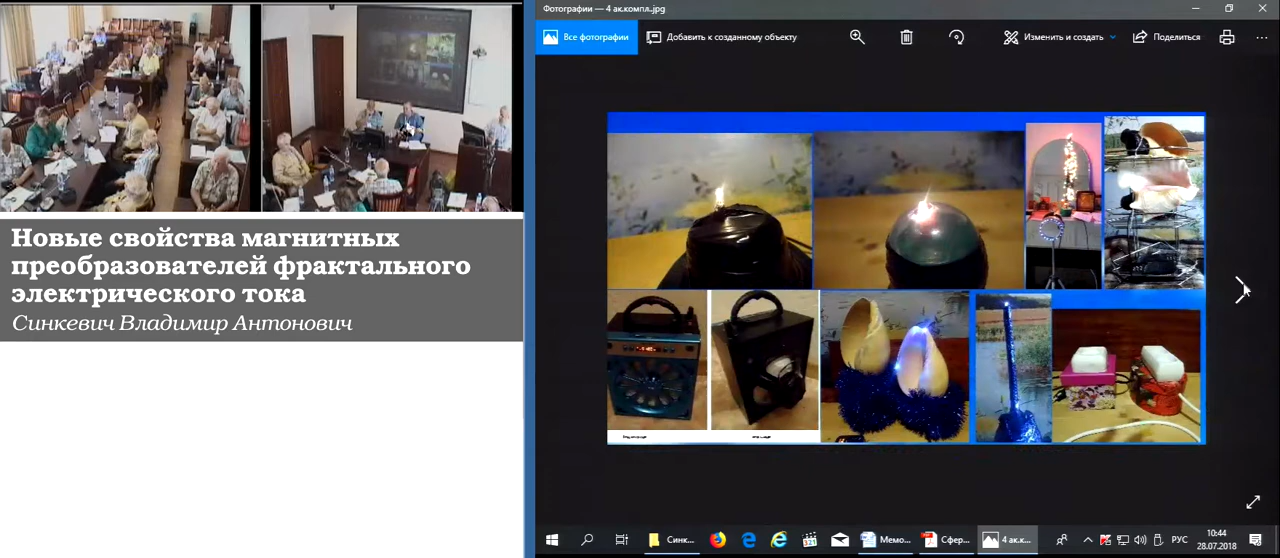 Новые свойства магнитных
преобразователей фрактального
электрического тока
Синкевич Владимир Антонович
Фотографии — 4 ак.компл..jpg
Все фотографии
Добавить к созданному объекту
Изменить и создать
Поделиться
Синк...
Мемо...
Сфер...
4 ак.к...
РУС
10:44
28.07.2018